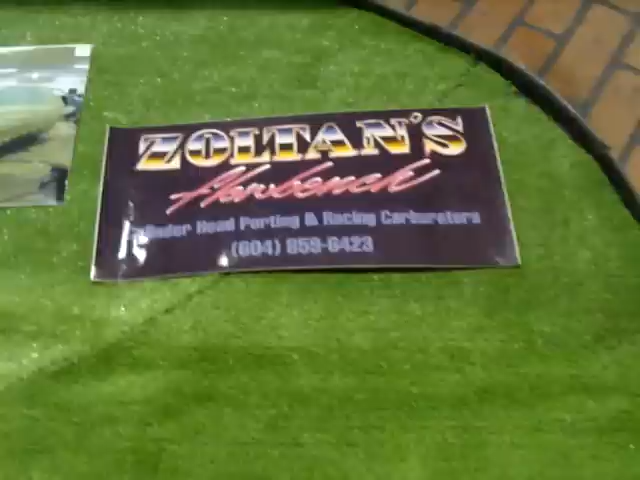 ZOLTAN'S
Flowbench
Cylinder Head Porting & Racing Carburetors
(604) 859-6423